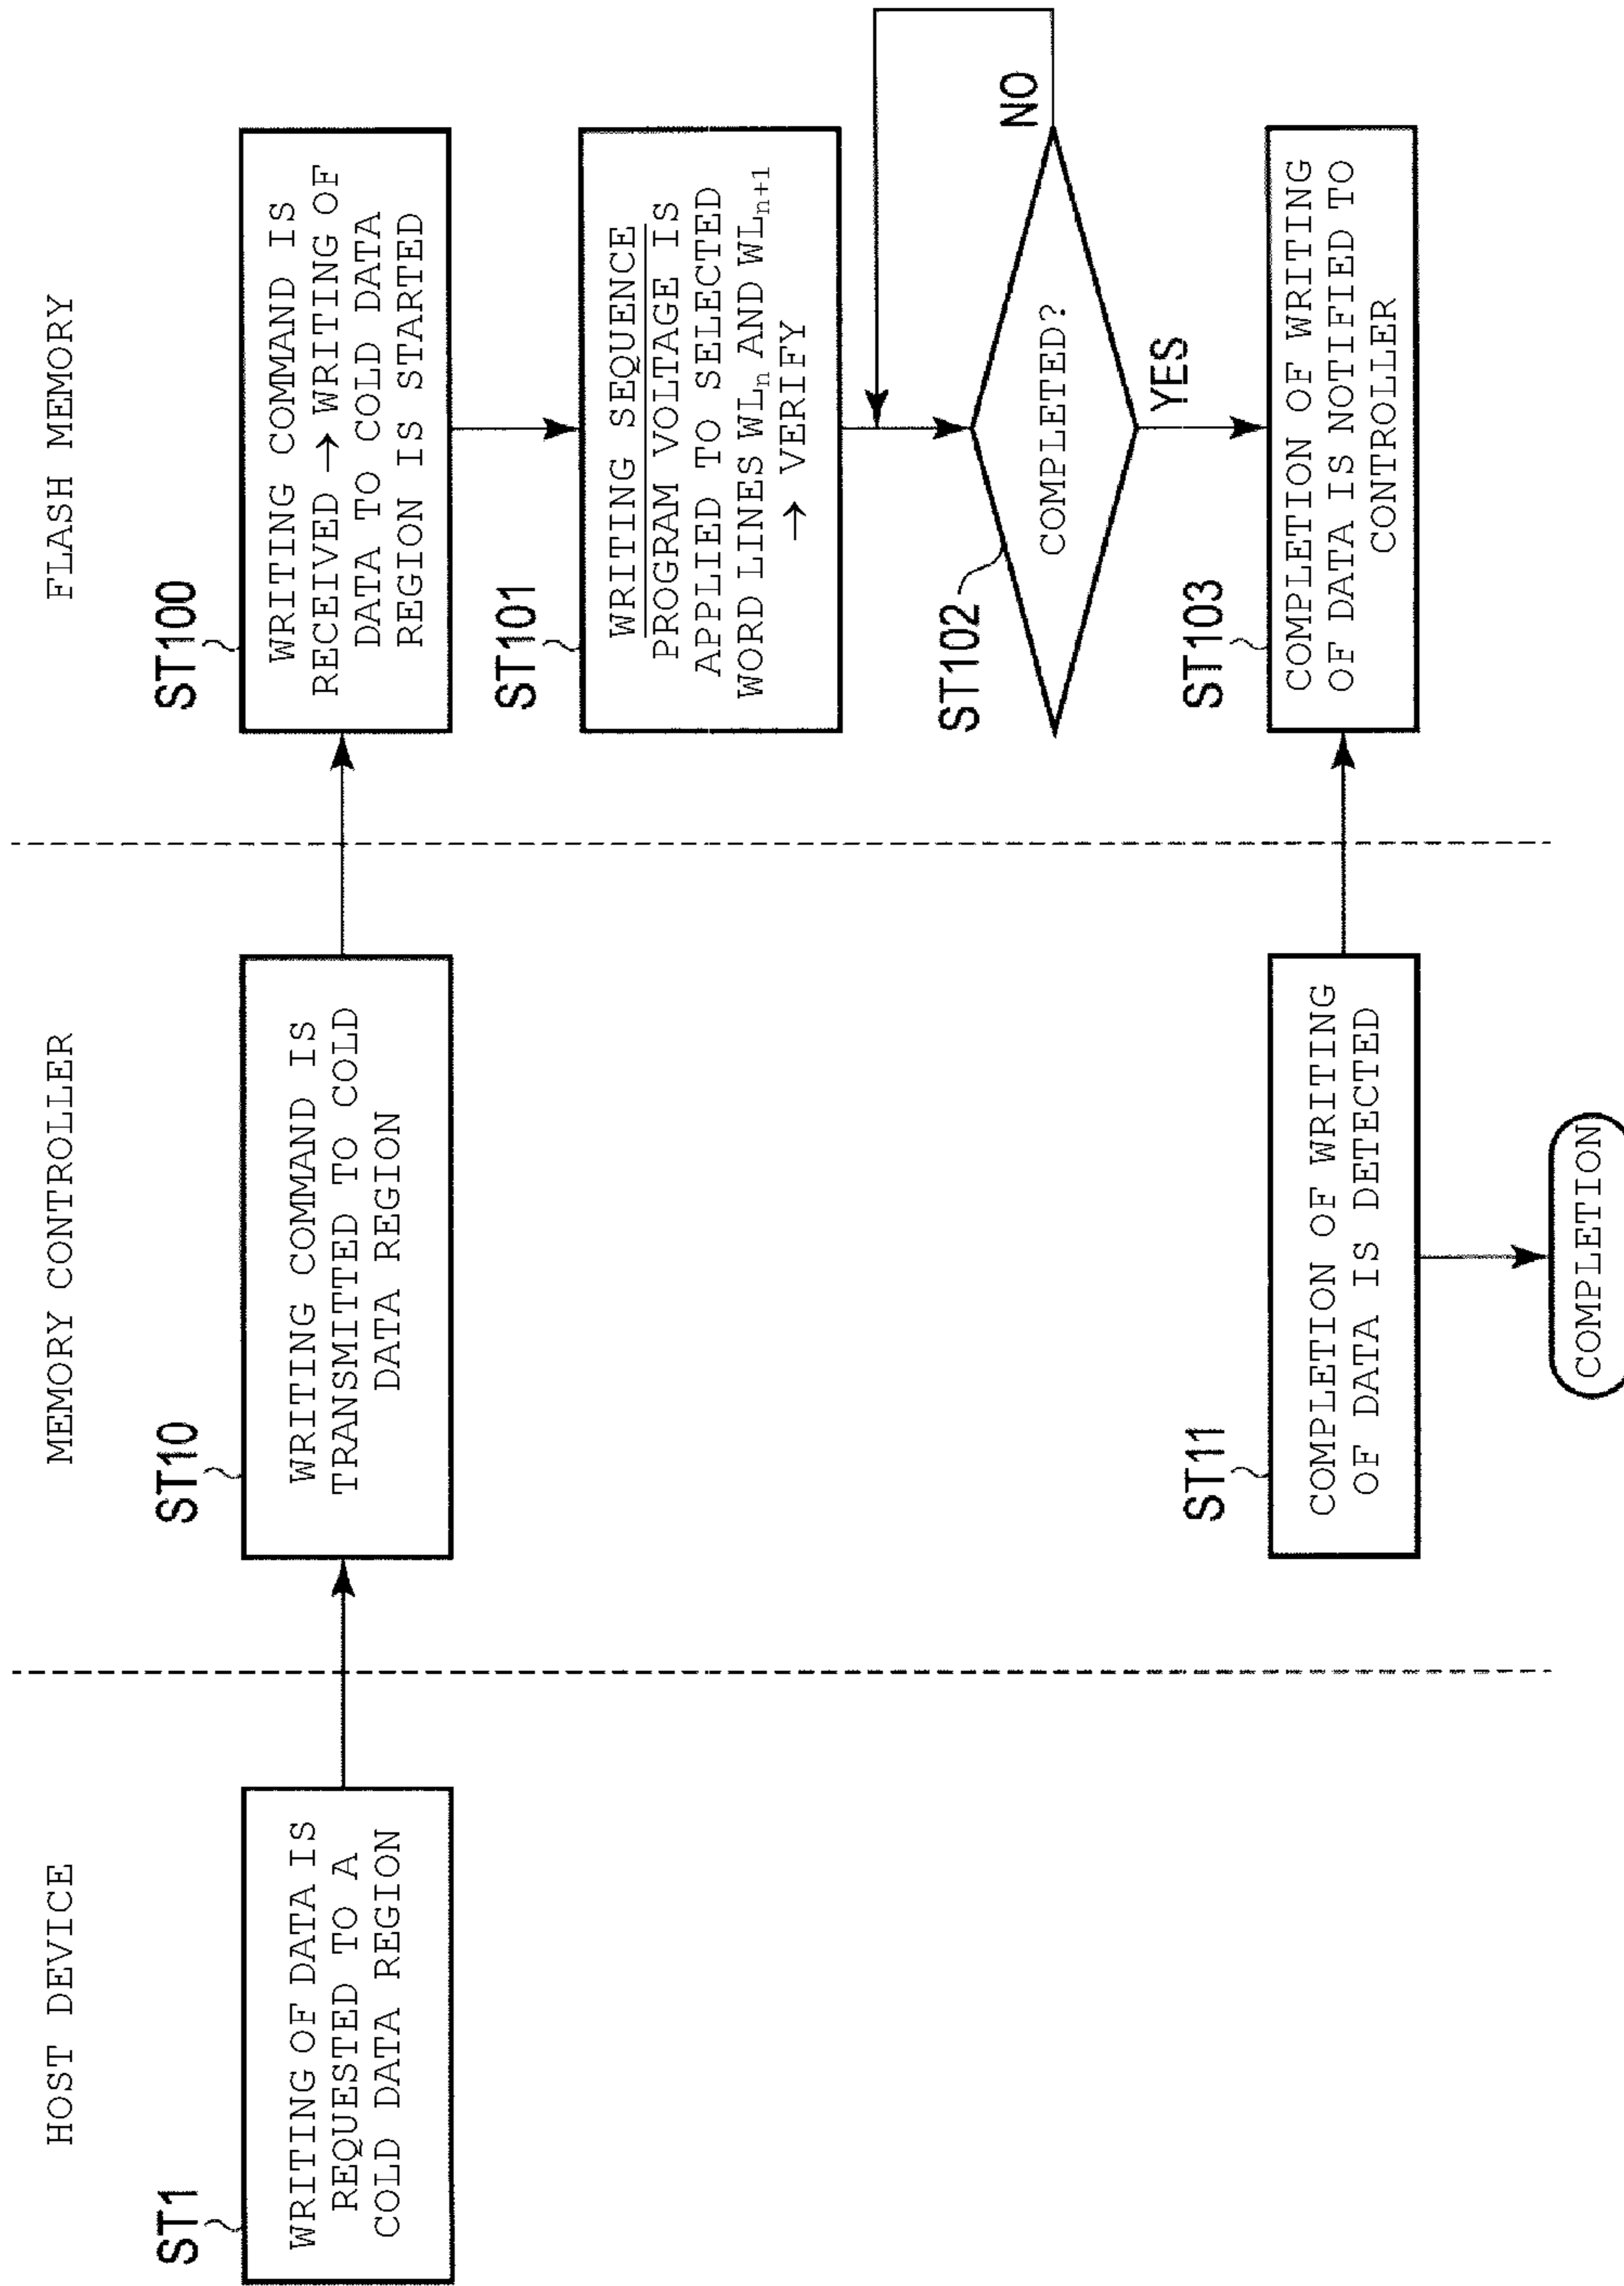 HOST DEVICE
MEMORY CONTROLLER
FLASH MEMORY
ST1
WRITING OF DATA IS
REQUESTED TO A
COLD DATA REGION
ST10
WRITING COMMAND IS
TRANSMITTED TO COLD
DATA REGION
ST100
WRITING COMMAND IS
RECEIVED → WRITING OF
DATA TO COLD DATA
REGION IS STARTED
ST101
WRITING SEQUENCE
PROGRAM VOLTAGE IS
APPLIED TO SELECTED
WORD LINES WLn AND WLn+1
→ VERIFY
ST102
COMPLETED?
NO
YES
ST11
COMPLETION OF WRITING
OF DATA IS DETECTED
ST103
COMPLETION OF WRITING
OF DATA IS NOTIFIED TO
CONTROLLER
COMPLETION